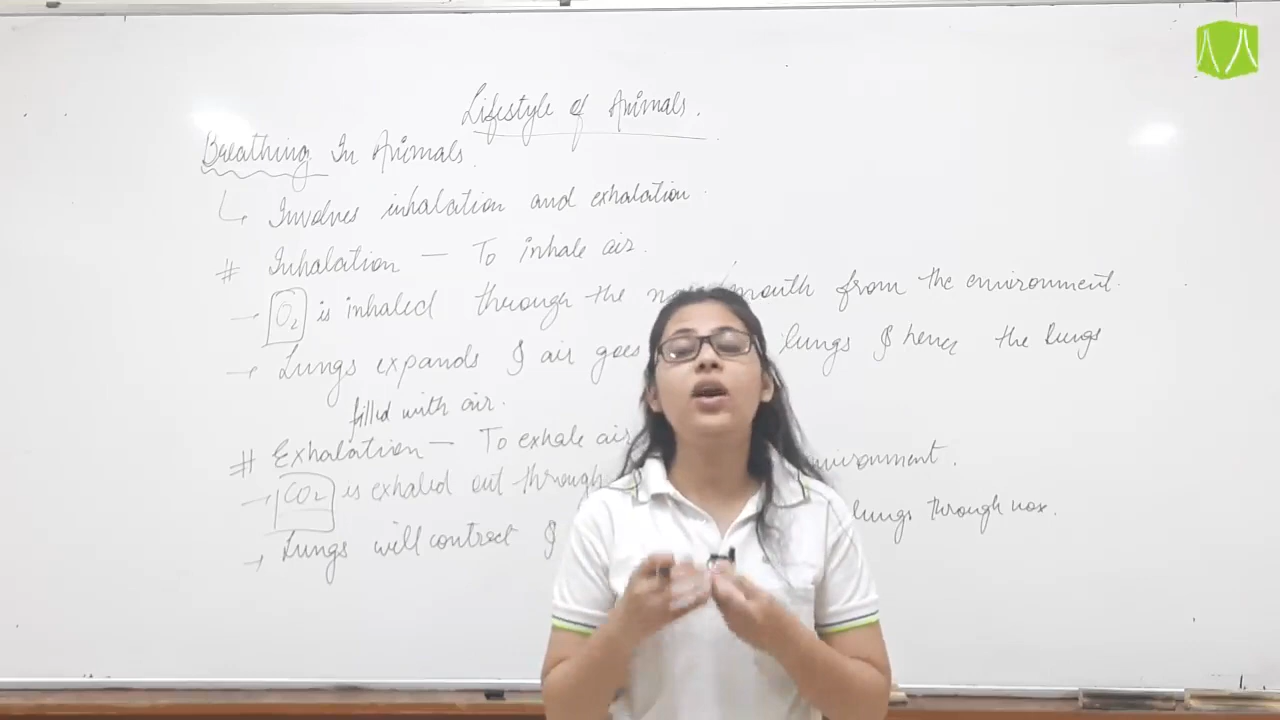 Lifestyle of Animals.
Breathing In Animals.
↳ Involves inhalation and exhalation.
# Inhalation — To inhale air.
→ O₂ is inhaled through the mouth from the environment.
→ Lungs expands & air goes lungs & hence the lungs
filled with air.
# Exhalation — To exhale air
→ CO₂ is exhaled out through
→ Lungs will contract & lungs through nose.